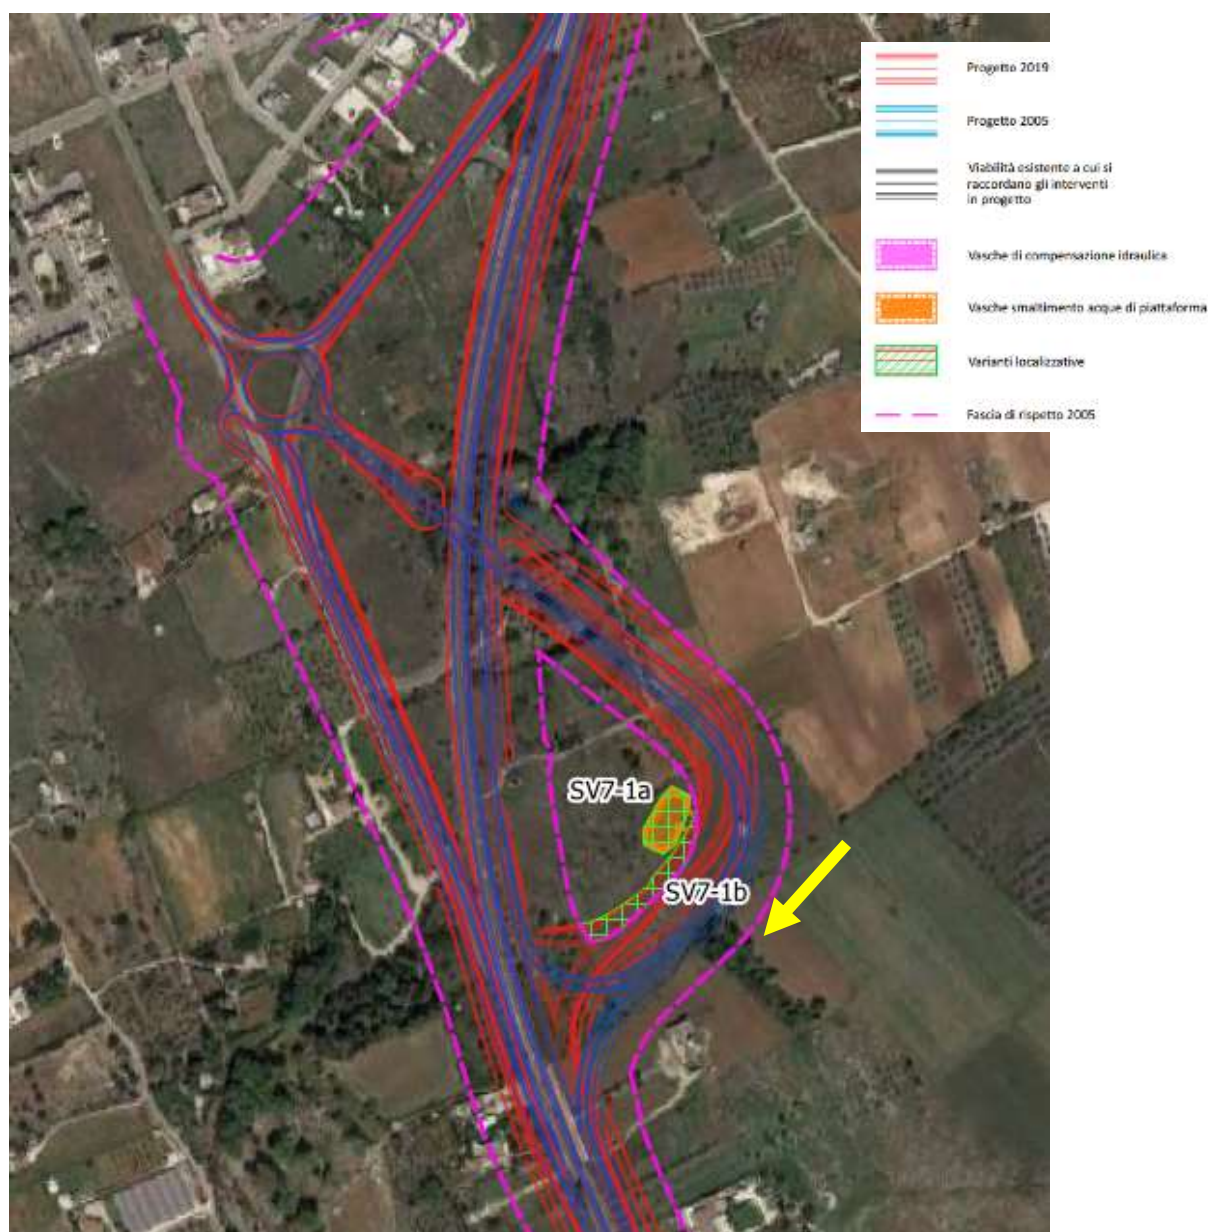 Progetto 2019
Progetto 2005
Viabilità esistente a cui si
raccordano gli interventi
in progetto
Vasche di compensazione idraulica
Vasche smaltimento acque di piattaforma
Varianti localizzative
Fascia di rispetto 2005
SV7-1a
SV7-1b